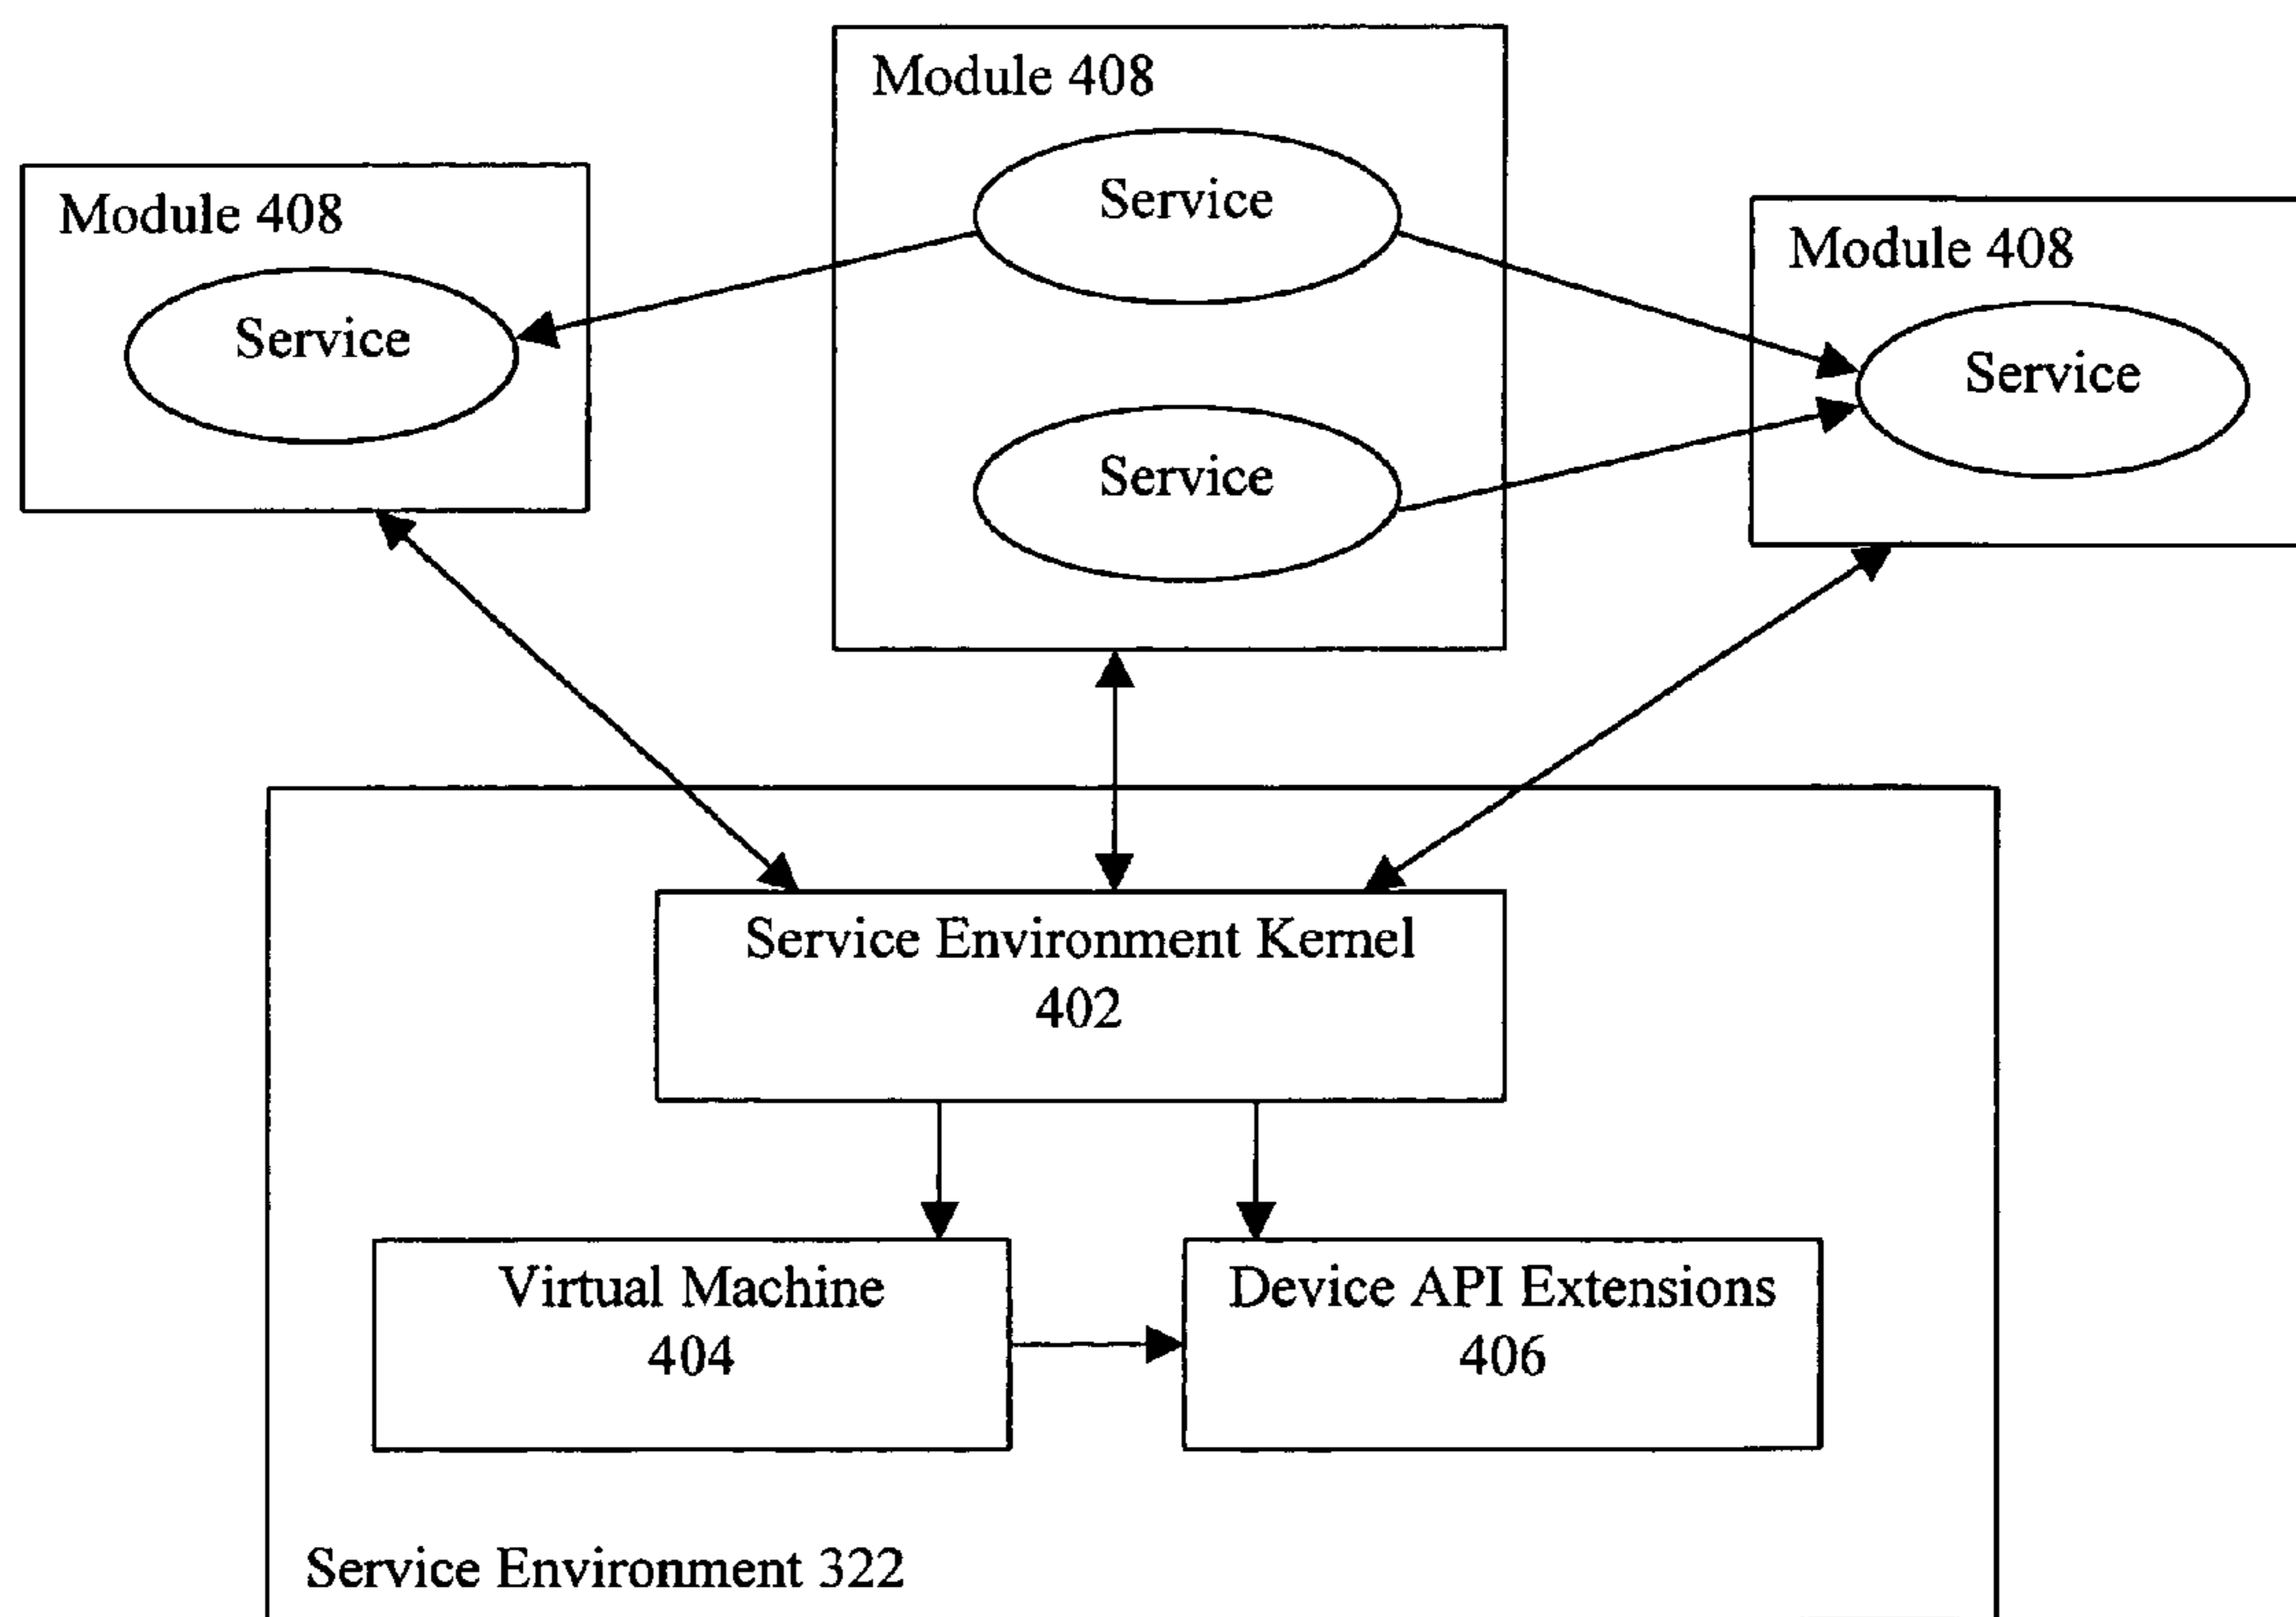 Module 408
Service
Service
Module 408
Service
Module 408
Service
Service Environment Kernel
402
Virtual Machine
404
Device API Extensions
406
Service Environment 322